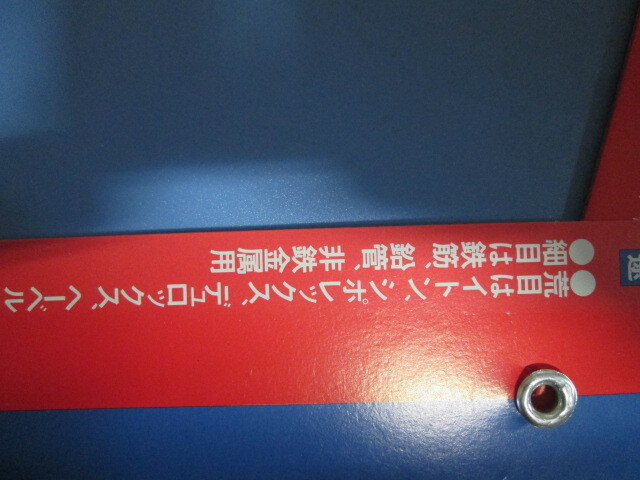 ●荒目はイトン、シポレックス、デュロックス、ヘーベル
●細目は鉄筋、鉛管、非鉄金属用